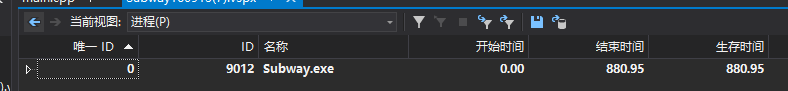 当前视图: 进程(P)
唯一 ID ID 名称 开始时间 结束时间 生存时间
0 9012 Subway.exe 0.00 880.95 880.95